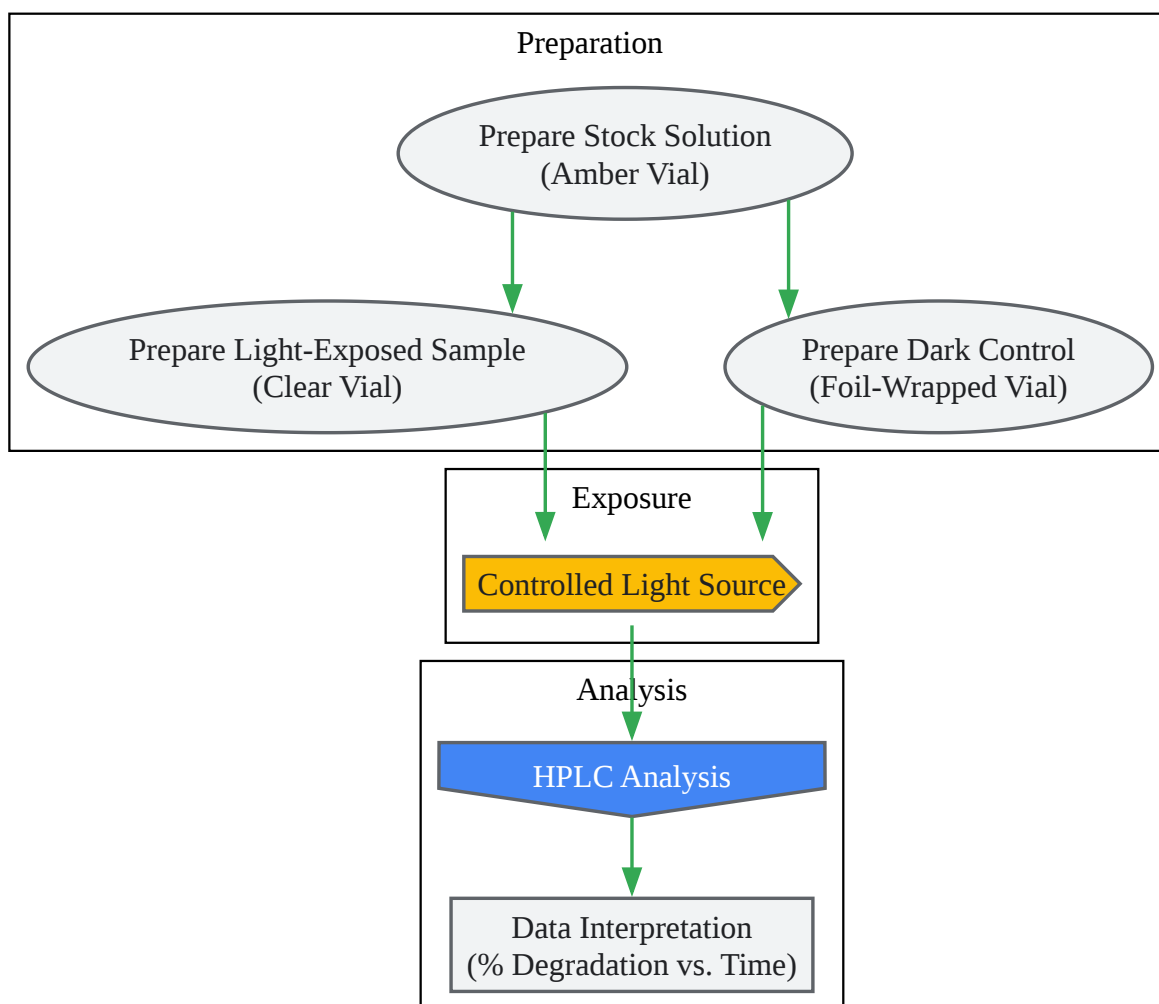 Preparation
Prepare Stock Solution
(Amber Vial)
Prepare Light-Exposed Sample
(Clear Vial)
Prepare Dark Control
(Foil-Wrapped Vial)
Exposure
Controlled Light Source
Analysis
HPLC Analysis
Data Interpretation
(% Degradation vs. Time)